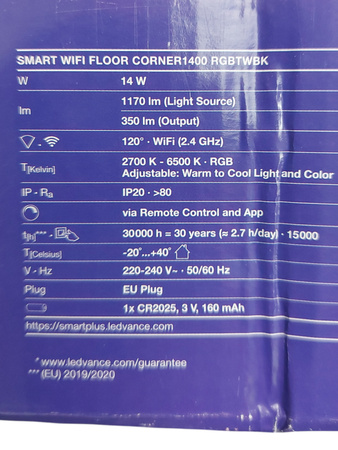 SMART WIFI FLOOR CORNER1400 RGBTWBK
W 14 W
lm 1170 lm (Light Source)
350 lm (Output)
120° · WiFi (2.4 GHz)
T[Kelvin] 2700 K - 6500 K · RGB
Adjustable: Warm to Cool Light and Color
IP - Ra IP20 · >80
via Remote Control and App
t[h]*** - 30000 h = 30 years (≈ 2.7 h/day) · 15000
T[Celsius] -20°...+40°
V - Hz 220-240 V~ · 50/60 Hz
Plug EU Plug
1x CR2025, 3 V, 160 mAh
https://smartplus.ledvance.com
* www.ledvance.com/guarantee
*** (EU) 2019/2020